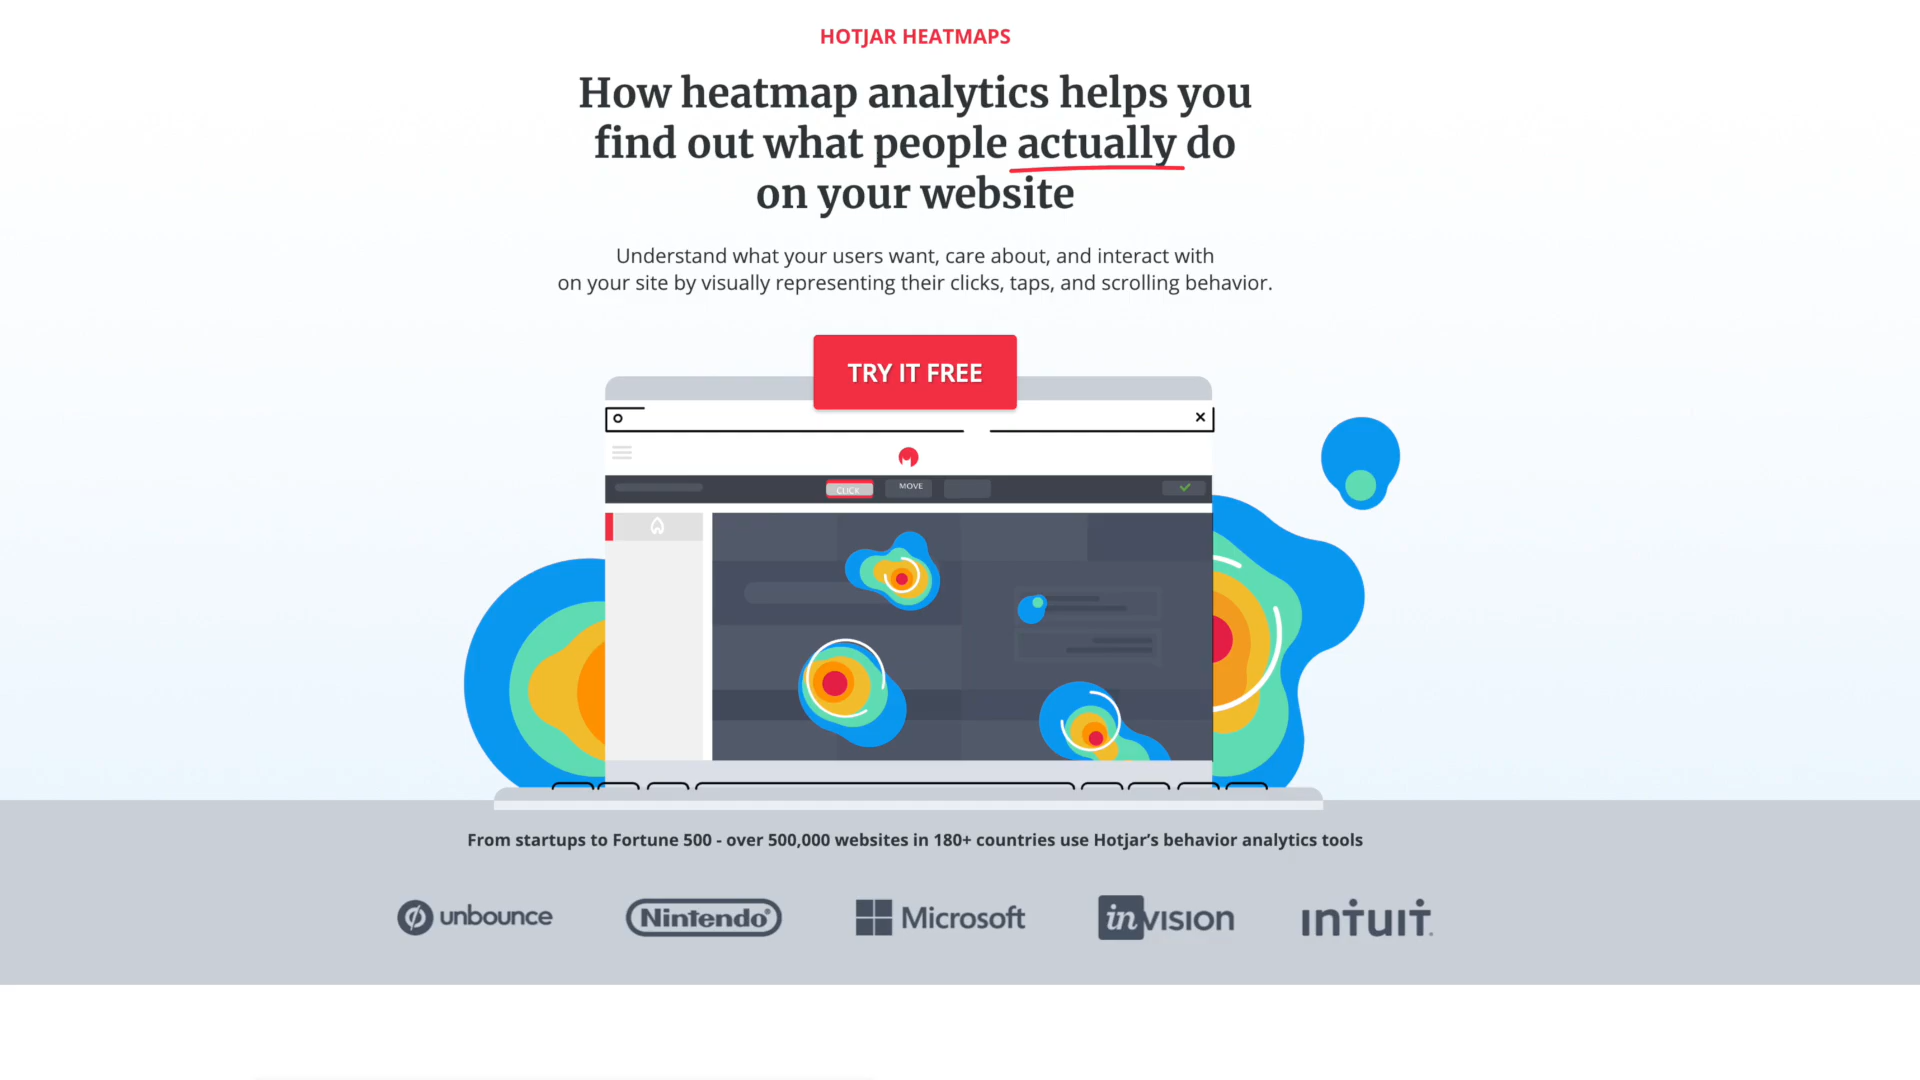 HOTJAR HEATMAPS
How heatmap analytics helps you
find out what people actually do
on your website
Understand what your users want, care about, and interact with
on your site by visually representing their clicks, taps, and scrolling behavior.
TRY IT FREE
CLICK
MOVE
From startups to Fortune 500 - over 500,000 websites in 180+ countries use Hotjar’s behavior analytics tools
unbounce
Nintendo®
Microsoft
invision
intuit.